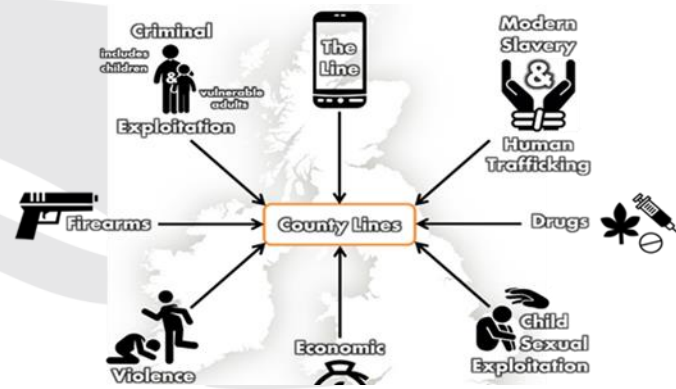 Criminal
includes
children
&
vulnerable
adults
Exploitation
The
Line
Modern
Slavery
&
Human
Trafficking
Firearms
County Lines
Drugs
Violence
Economic
Child
Sexual
Exploitation